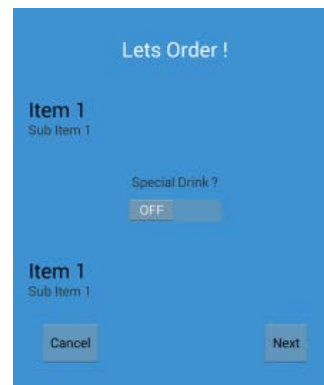 Lets Order !
Item 1
Sub Item 1
Special Drink ?
OFF
Item 1
Sub Item 1
Cancel
Next